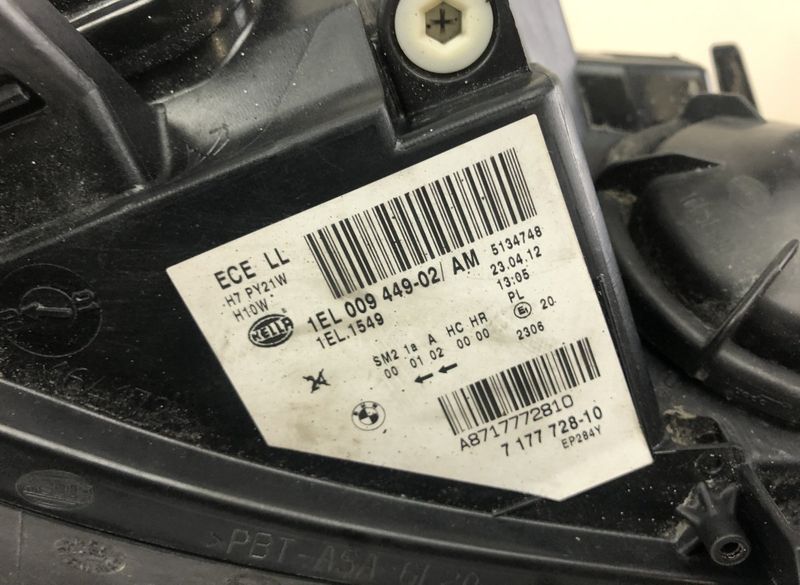 ECE LL
H7 PY21W
H10W
HELLA
1EL 009 449-02/ AM
1EL.1549
5134748
23.04.12
13:05
PL
E1 20
2306
SM2 1a A HC HR
00 01 02 00 00
A8717772810
7 177 728-10
EP284Y
>PBT-ASA